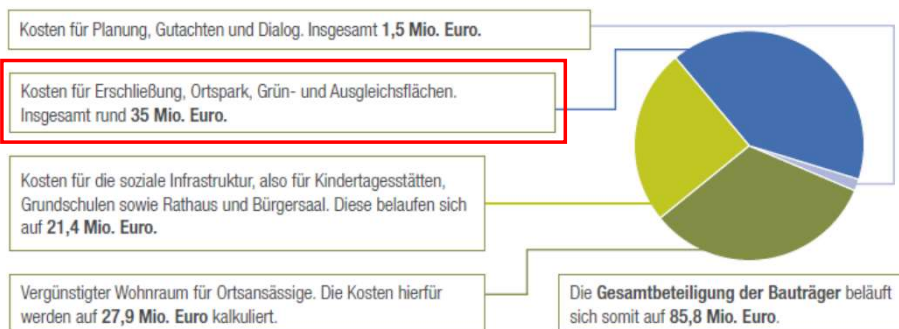 Kosten für Planung, Gutachten und Dialog. Insgesamt 1,5 Mio. Euro.
Kosten für Erschließung, Ortspark, Grün- und Ausgleichsflächen.
Insgesamt rund 35 Mio. Euro.
Kosten für die soziale Infrastruktur, also für Kindertagesstätten,
Grundschulen sowie Rathaus und Bürgersaal. Diese belaufen sich
auf 21,4 Mio. Euro.
Vergünstigter Wohnraum für Ortsansässige. Die Kosten hierfür
werden auf 27,9 Mio. Euro kalkuliert.
Die Gesamtbeteiligung der Bauträger beläuft
sich somit auf 85,8 Mio. Euro.